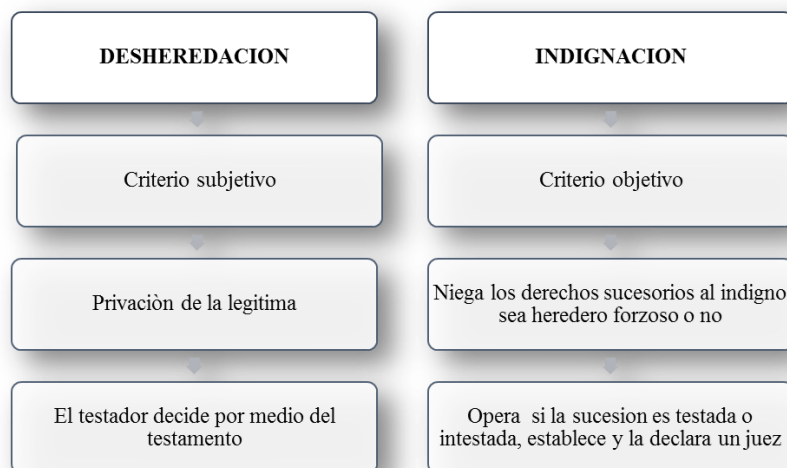 DESHEREDACION
Criterio subjetivo
Privaciòn de la legitima
El testador decide por medio del
testamento
INDIGNACION
Criterio objetivo
Niega los derechos sucesorios al indigno
sea heredero forzoso o no
Opera si la sucesion es testada o
intestada, establece y la declara un juez